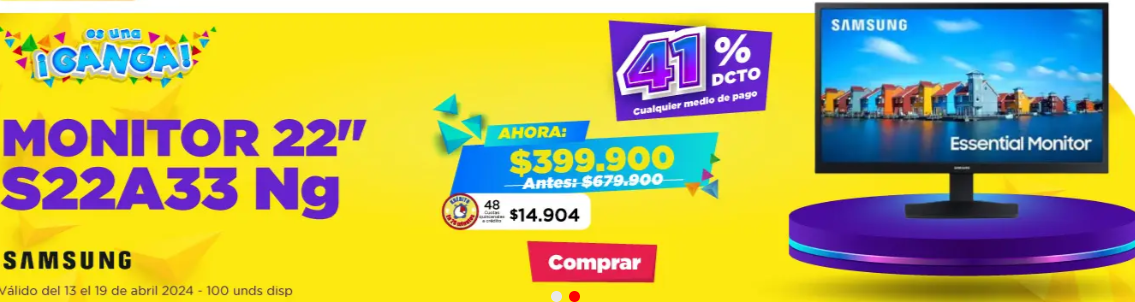 es una
¡GANGA!
MONITOR 22"
S22A33 Ng
SAMSUNG
Válido del 13 el 19 de abril 2024 - 100 unds disp
41% DCTO
Cualquier medio de pago
AHORA:
$399.900
Antes: $679.900
CRÉDITO
48
$14.904
Comprar
SAMSUNG
Essential Monitor
SAMSUNG